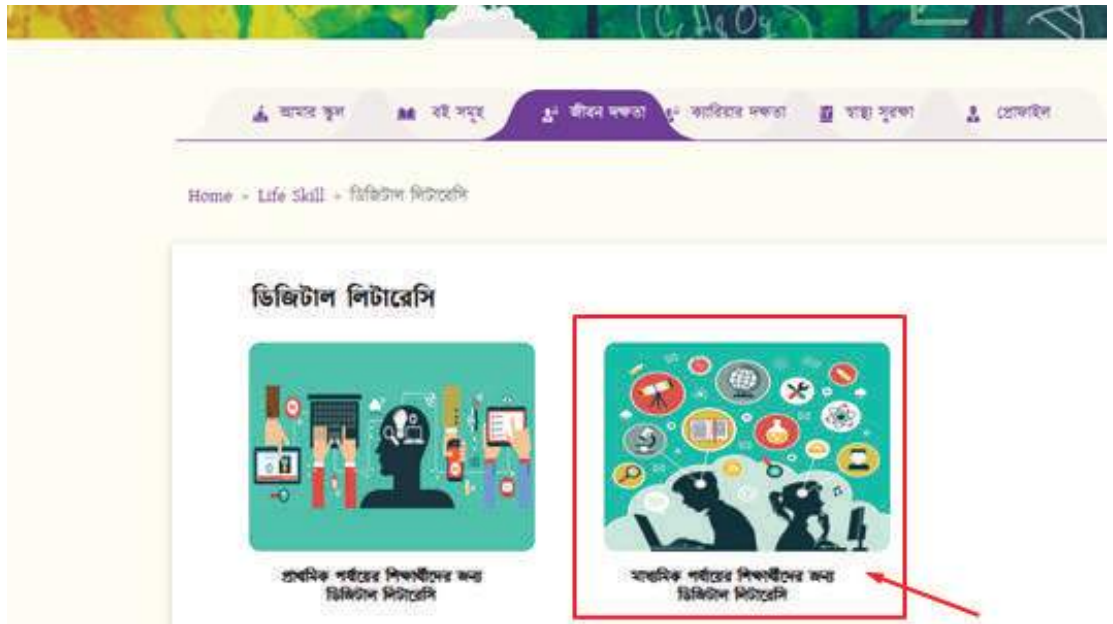 C₆H₈O₇
আমার স্কুল বই সমূহ জীবন দক্ষতা ক্যারিয়ার দক্ষতা স্বাস্থ্য সুরক্ষা প্রোফাইল
Home » Life Skill » ডিজিটাল লিটারেসি
ডিজিটাল লিটারেসি
প্রাথমিক পর্যায়ের শিক্ষার্থীদের জন্য
ডিজিটাল লিটারেসি
মাধ্যমিক পর্যায়ের শিক্ষার্থীদের জন্য
ডিজিটাল লিটারেসি